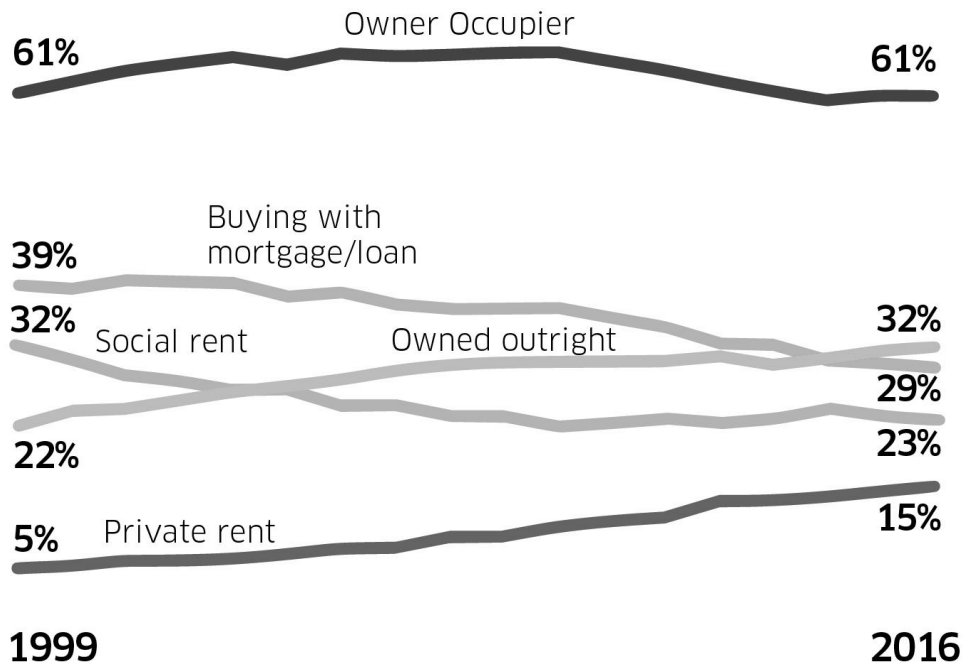 Owner Occupier
61%
61%
Buying with
mortgage/loan
39%
32%
32%
Social rent
Owned outright
29%
22%
23%
Private rent
5%
15%
1999
2016